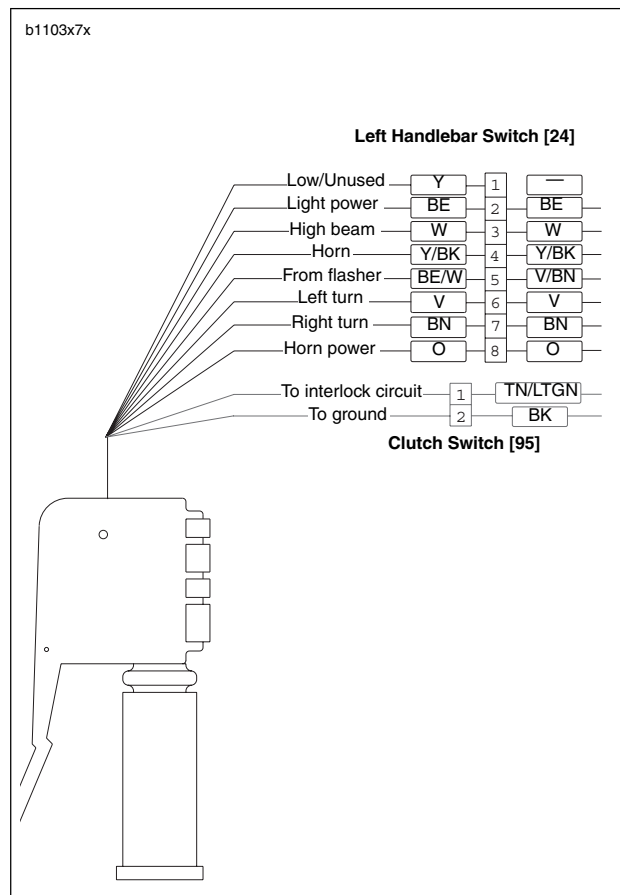 b1103x7x
Left Handlebar Switch [24]
Low/Unused Y 1 —
Light power BE 2 BE
High beam W 3 W
Horn Y/BK 4 Y/BK
From flasher BE/W 5 V/BN
Left turn V 6 V
Right turn BN 7 BN
Horn power O 8 O
To interlock circuit 1 TN/LTGN
To ground 2 BK
Clutch Switch [95]